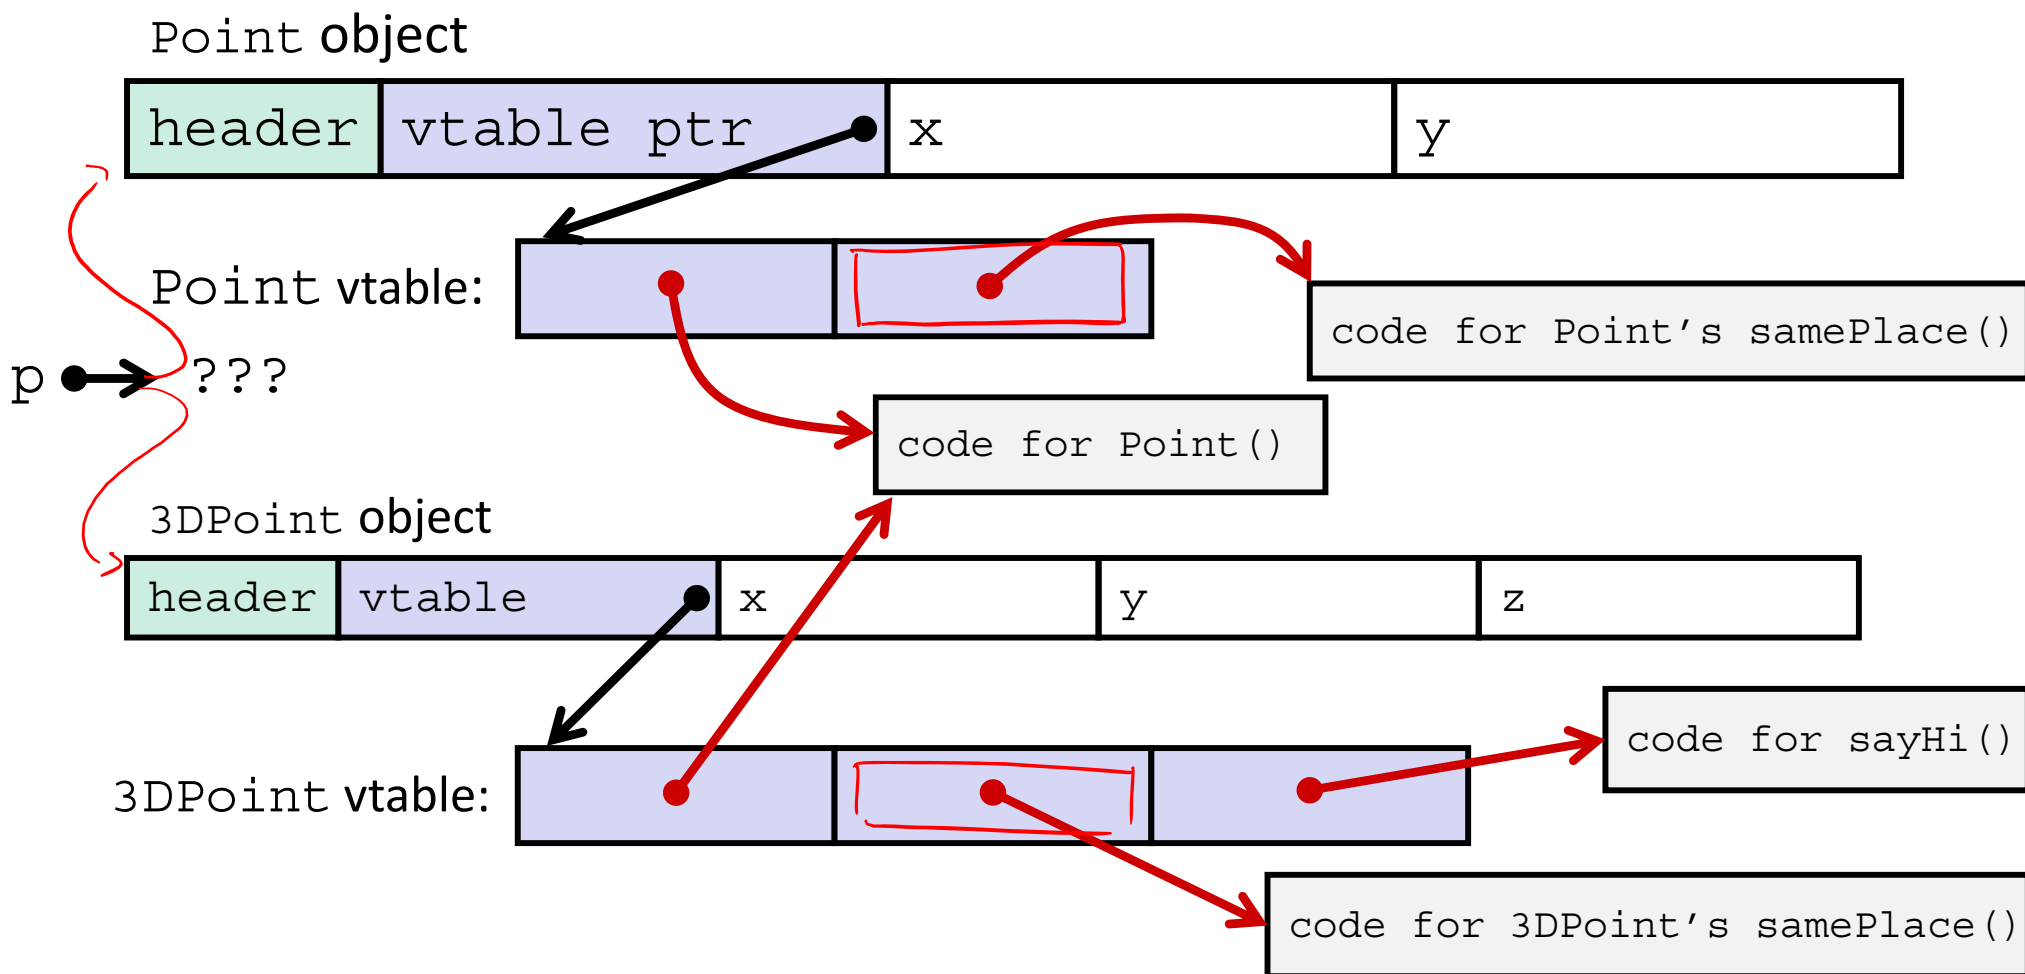 Point object
header vtable ptr x y
Point vtable:
code for Point’s samePlace()
p ???
code for Point()
3DPoint object
header vtable x y z
code for sayHi()
3DPoint vtable:
code for 3DPoint’s samePlace()